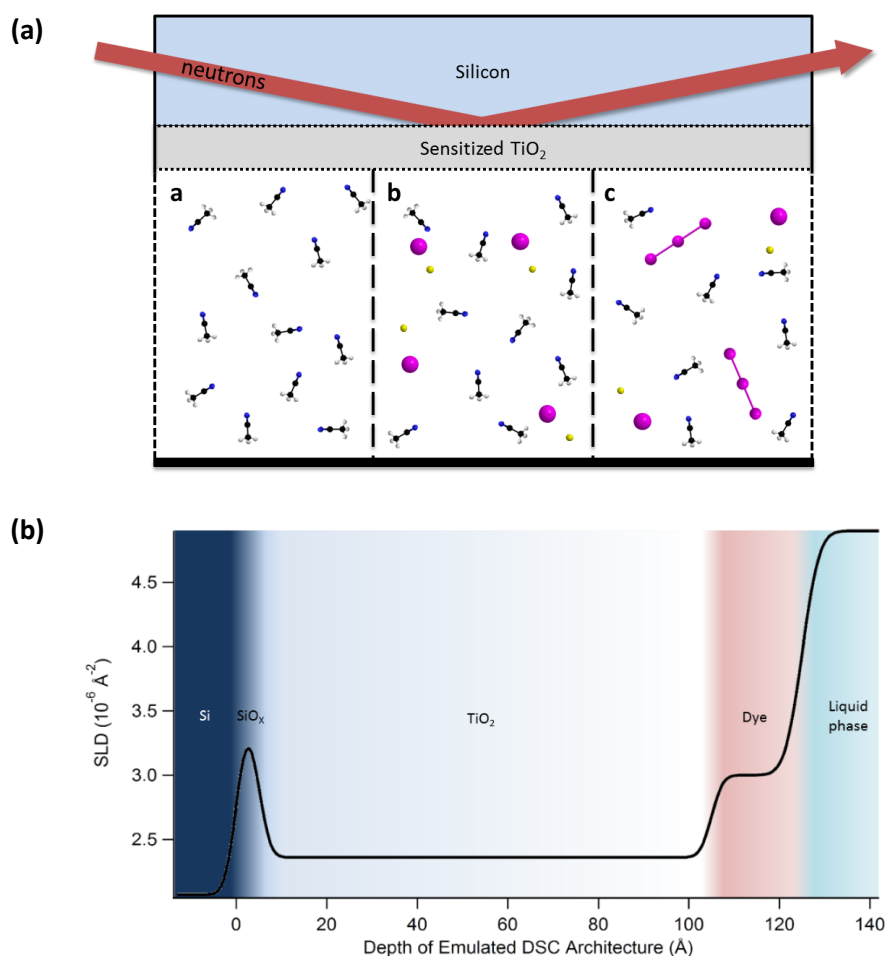 (a)
neutrons
Silicon
Sensitized TiO₂
a
b
c
(b)
4.5
4.0
3.5
3.0
2.5
SLD (10⁻⁶ Å⁻²)
Si
SiOₓ
TiO₂
Dye
Liquid
phase
0
20
40
60
80
100
120
140
Depth of Emulated DSC Architecture (Å)